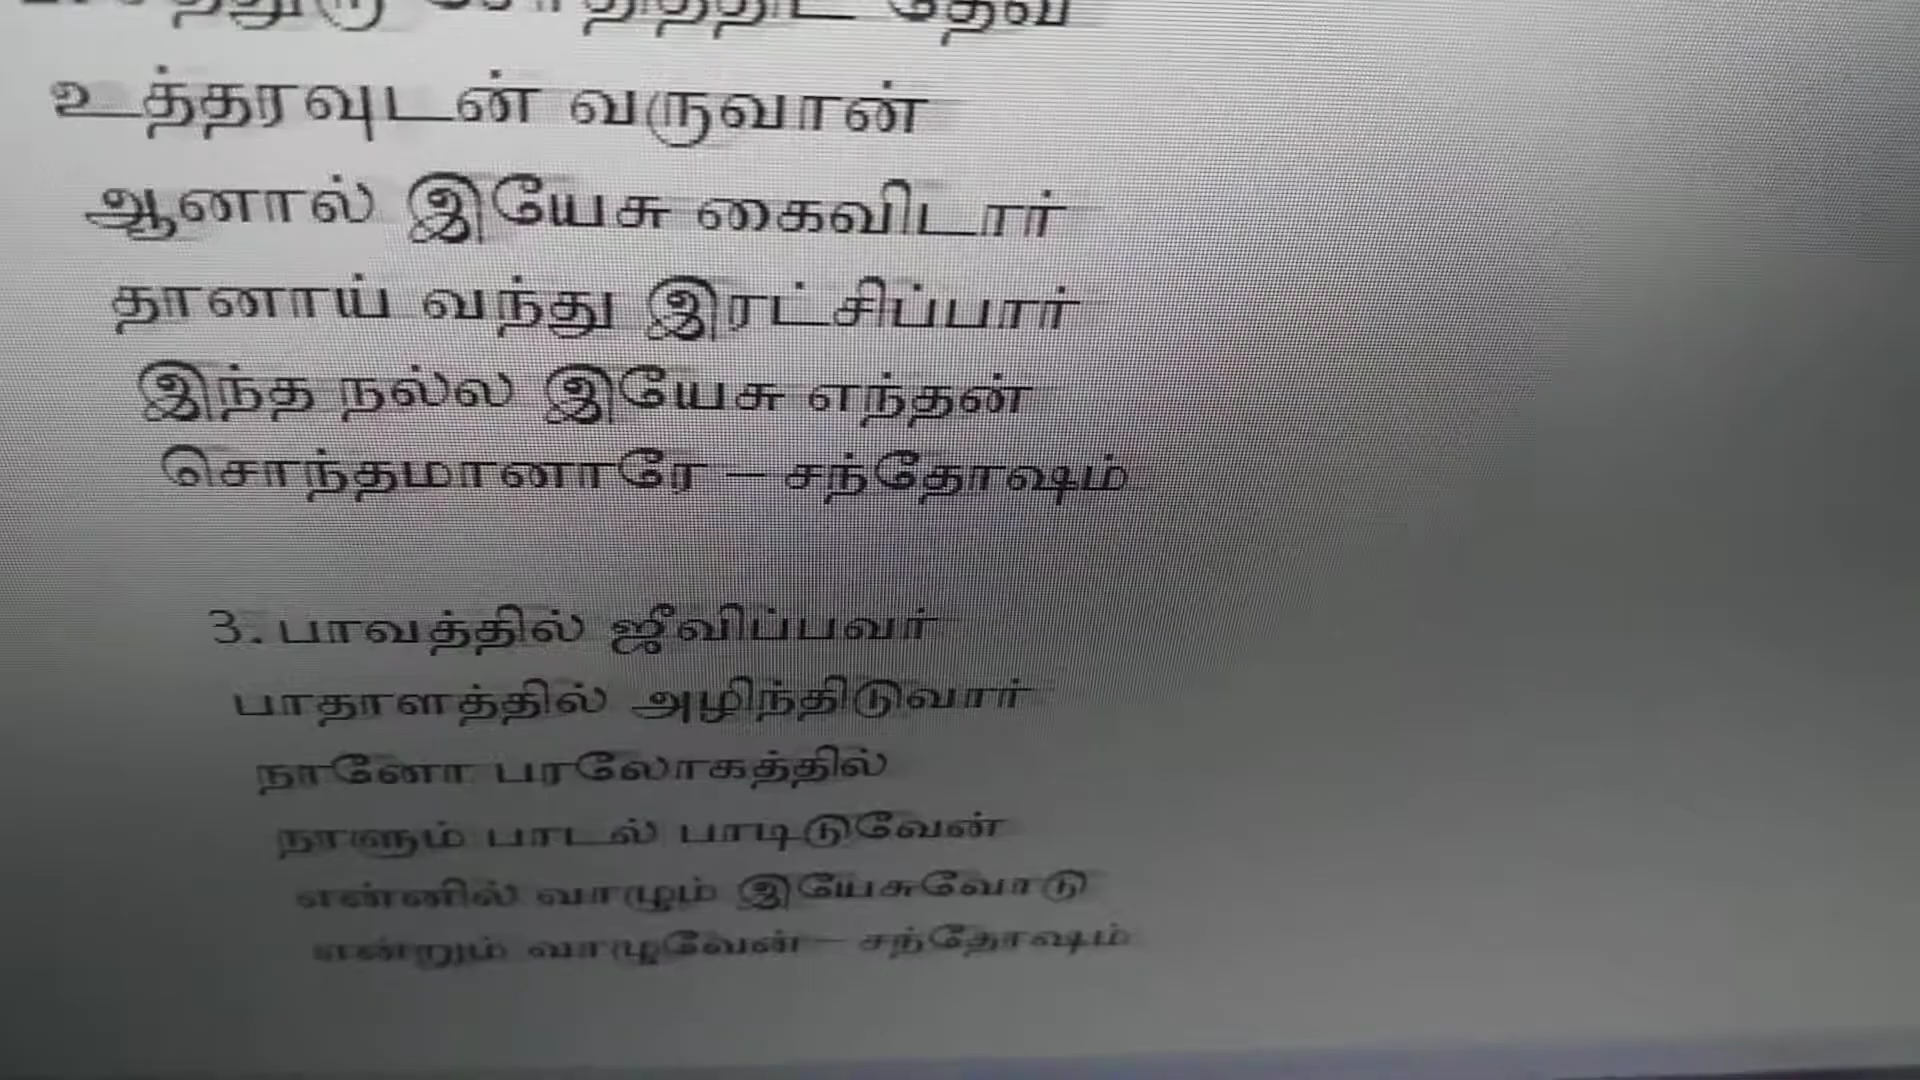 சோதித்திட தேவ
உத்தரவுடன் வருவான்
ஆனால் இயேசு கைவிடார்
தானாய் வந்து இரட்சிப்பார்
இந்த நல்ல இயேசு எந்தன்
சொந்தமானாரே – சந்தோஷம்
3. பாவத்தில் ஜீவிப்பவர்
பாதாளத்தில் அழிந்திடுவார்
நானோ பரலோகத்தில்
நாளும் பாடல் பாடிடுவேன்
என்னில் வாழும் இயேசுவோடு
என்றும் வாழுவேன் – சந்தோஷம்